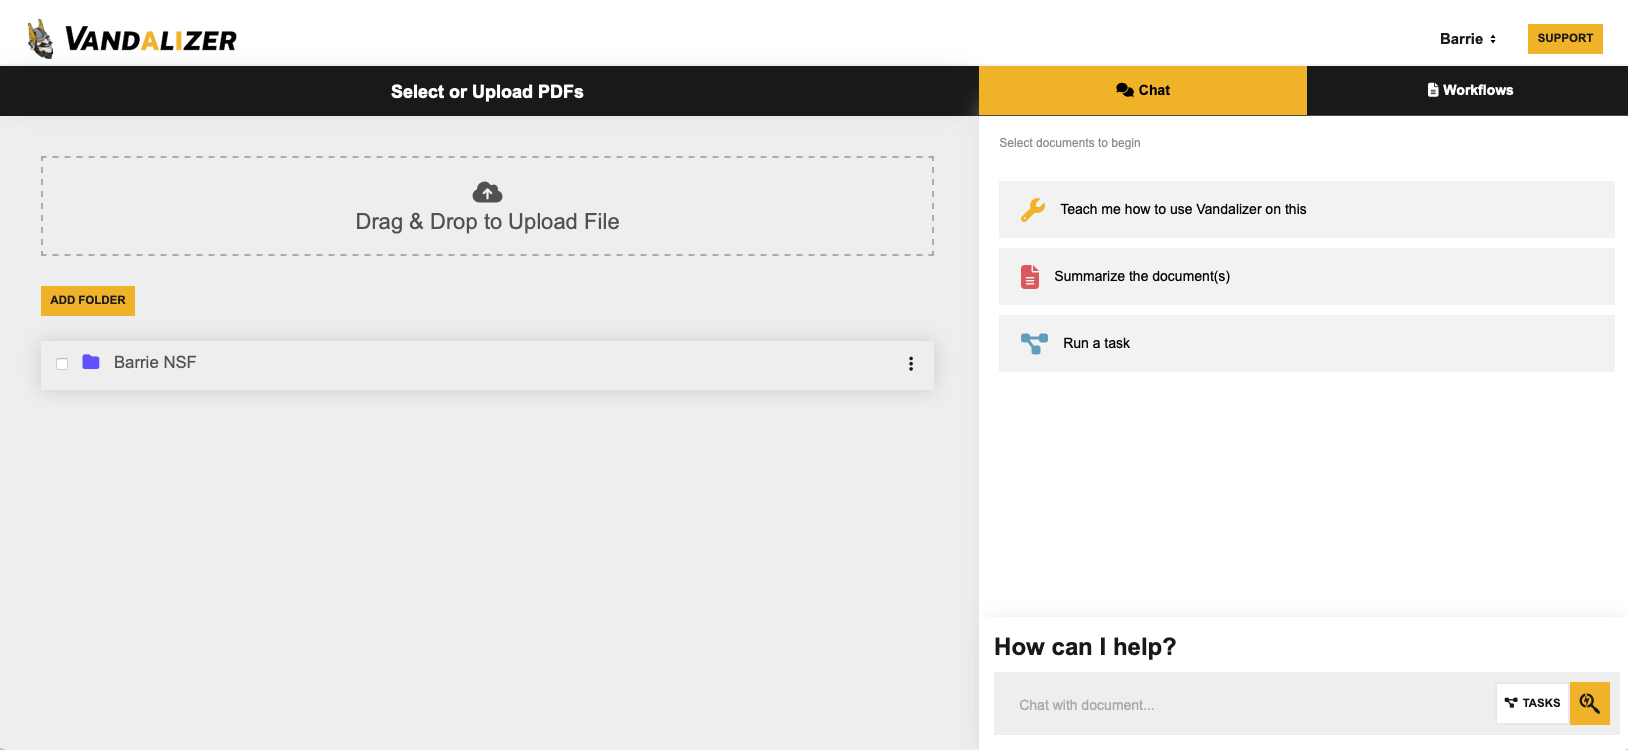 VANDALIZER
Barrie
SUPPORT
Select or Upload PDFs
Chat
Workflows
Drag & Drop to Upload File
ADD FOLDER
Barrie NSF
Select documents to begin
Teach me how to use Vandalizer on this
Summarize the document(s)
Run a task
How can I help?
Chat with document...
TASKS